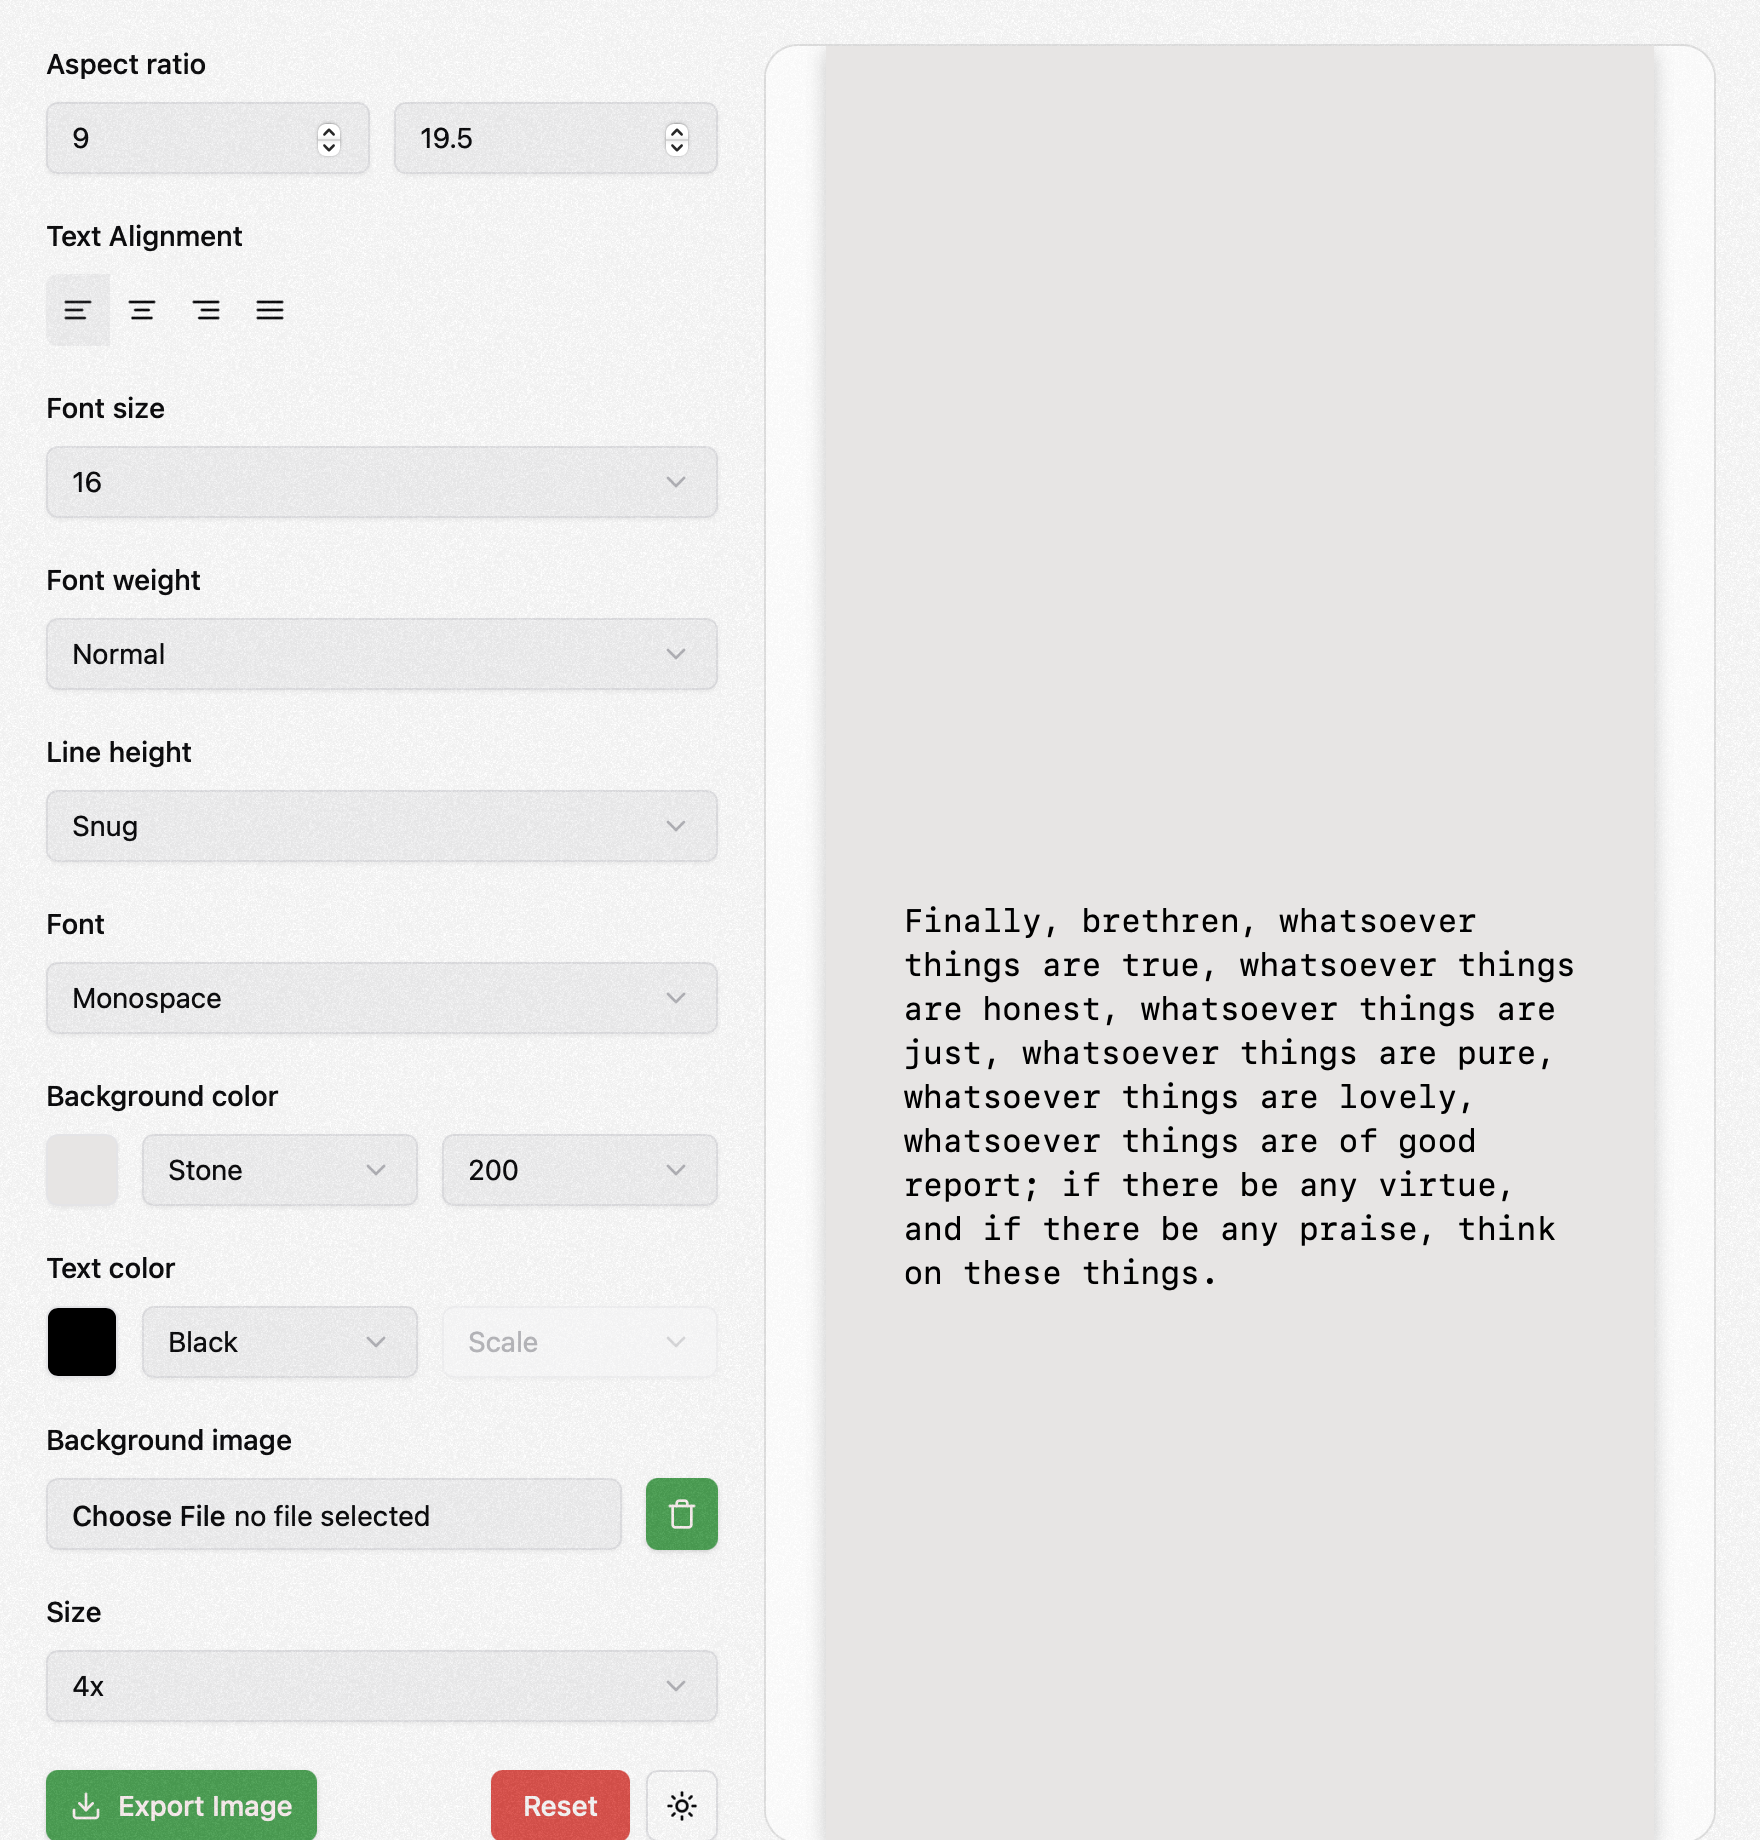 Aspect ratio
9
19.5
Text Alignment
Font size
16
Font weight
Normal
Line height
Snug
Font
Monospace
Background color
Stone
200
Text color
Black
Scale
Background image
Choose File no file selected
Size
4x
Export Image
Reset
Finally, brethren, whatsoever
things are true, whatsoever things
are honest, whatsoever things are
just, whatsoever things are pure,
whatsoever things are lovely,
whatsoever things are of good
report; if there be any virtue,
and if there be any praise, think
on these things.